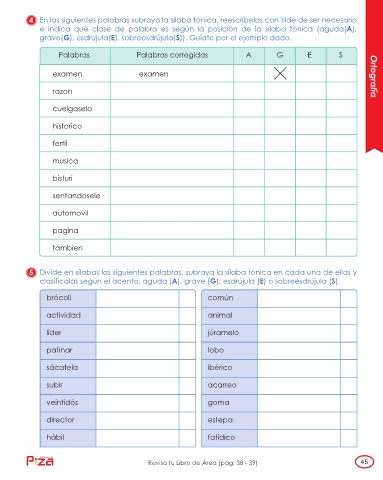 4 En las siguientes palabras subraya la sílaba tónica, reescríbelas con tilde de ser necesario
e indica que clase de palabra es según la posición de la sílaba tónica (aguda(A),
grave(G), esdrújula(E), sobreesdrújula(S)). Guíate por el ejemplo dado.
Palabras Palabras corregidas A G E S
examen examen
razon
cuelgaselo
historico
fertil
musica
bisturi
sentandosele
automovil
pagina
tambien
Ortografía
5 Divide en sílabas las siguientes palabras, subraya la sílaba tónica en cada una de ellas y
clasifícalas según el acento: aguda (A), grave (G), esdrújula (E) o sobreesdrújula (S).
brócoli común
actividad animal
líder júramelo
patinar lobo
sácatela ibérico
subir acarreo
veintidós goma
director estepa
hábil fatídico
Revisa tu Libro de Área (pág. 38 - 39)
45